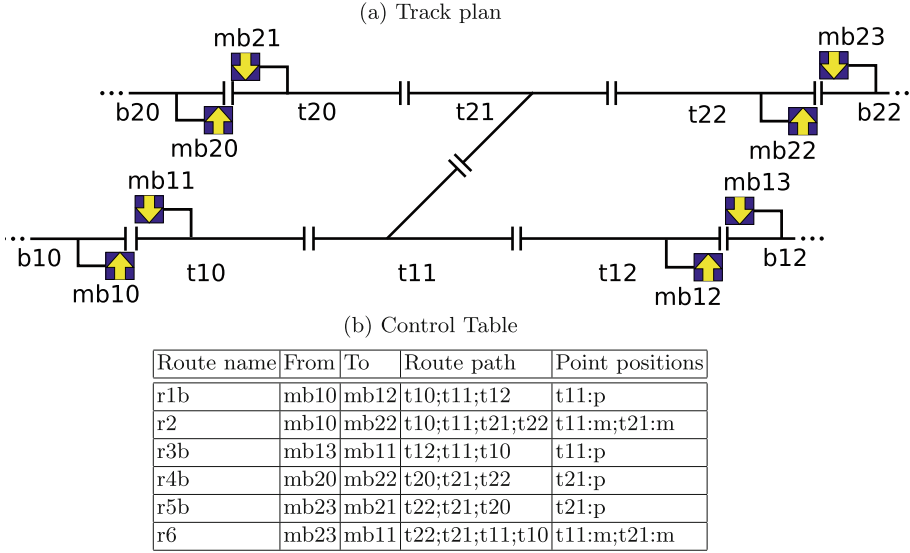 (a) Track plan
mb21
mb23
b20
t20
t21
t22
b22
mb20
mb22
mb11
mb13
b10
t10
t11
t12
b12
mb10
mb12
(b) Control Table
Route name From To Route path Point positions
r1b mb10 mb12 t10;t11;t12 t11:p
r2 mb10 mb22 t10;t11;t21;t22 t11:m;t21:m
r3b mb13 mb11 t12;t11;t10 t11:p
r4b mb20 mb22 t20;t21;t22 t21:p
r5b mb23 mb21 t22;t21;t20 t21:p
r6 mb23 mb11 t22;t21;t11;t10 t11:m;t21:m